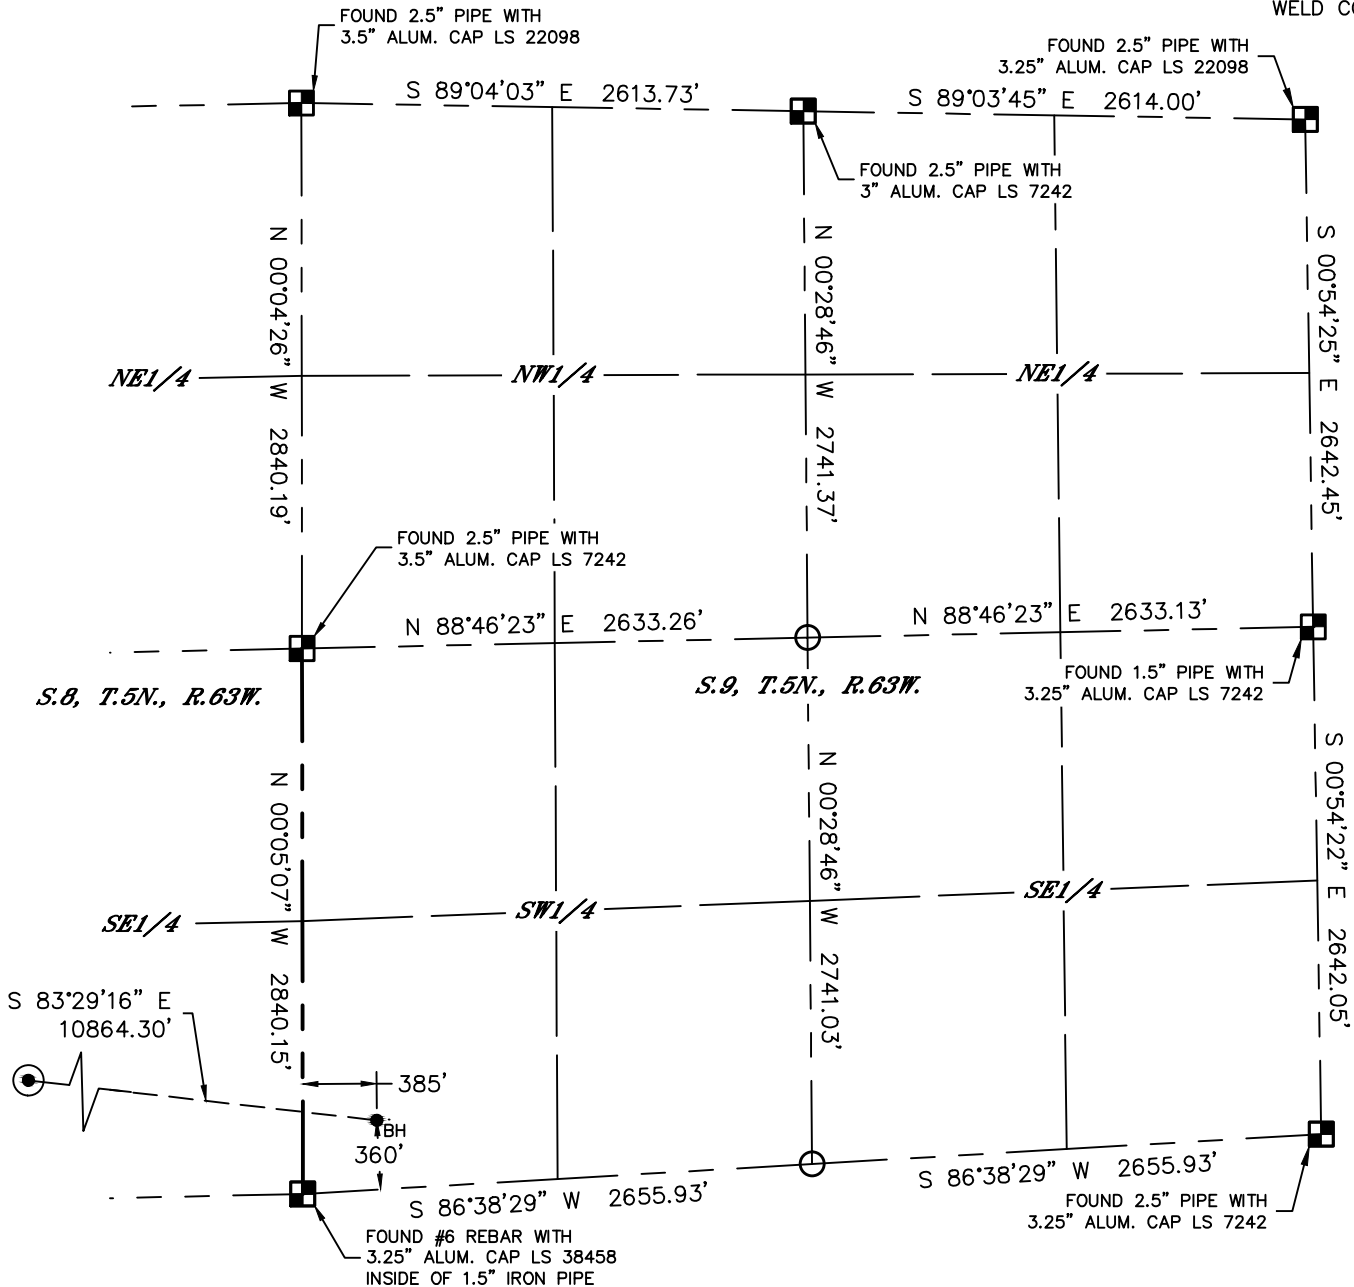 WELD CO
FOUND 2.5" PIPE WITH
3.5" ALUM. CAP LS 22098
FOUND 2.5" PIPE WITH
3.25" ALUM. CAP LS 22098
S 89°04'03" E 2613.73'
S 89°03'45" E 2614.00'
FOUND 2.5" PIPE WITH
3" ALUM. CAP LS 7242
N 00°04'26" W 2840.19'
N 00°28'46" W 2741.37'
S 00°54'25" E 2642.45'
NE1/4
NW1/4
NE1/4
FOUND 2.5" PIPE WITH
3.5" ALUM. CAP LS 7242
N 88°46'23" E 2633.26'
N 88°46'23" E 2633.13'
S.8, T.5N., R.63W.
S.9, T.5N., R.63W.
FOUND 1.5" PIPE WITH
3.25" ALUM. CAP LS 7242
N 00°05'07" W 2840.15'
N 00°28'46" W 2741.03'
S 00°54'22" E 2642.05'
SE1/4
SW1/4
SE1/4
S 83°29'16" E
10864.30'
385'
BH
360'
S 86°38'29" W 2655.93'
S 86°38'29" W 2655.93'
FOUND 2.5" PIPE WITH
3.25" ALUM. CAP LS 7242
FOUND #6 REBAR WITH
3.25" ALUM. CAP LS 38458
INSIDE OF 1.5" IRON PIPE